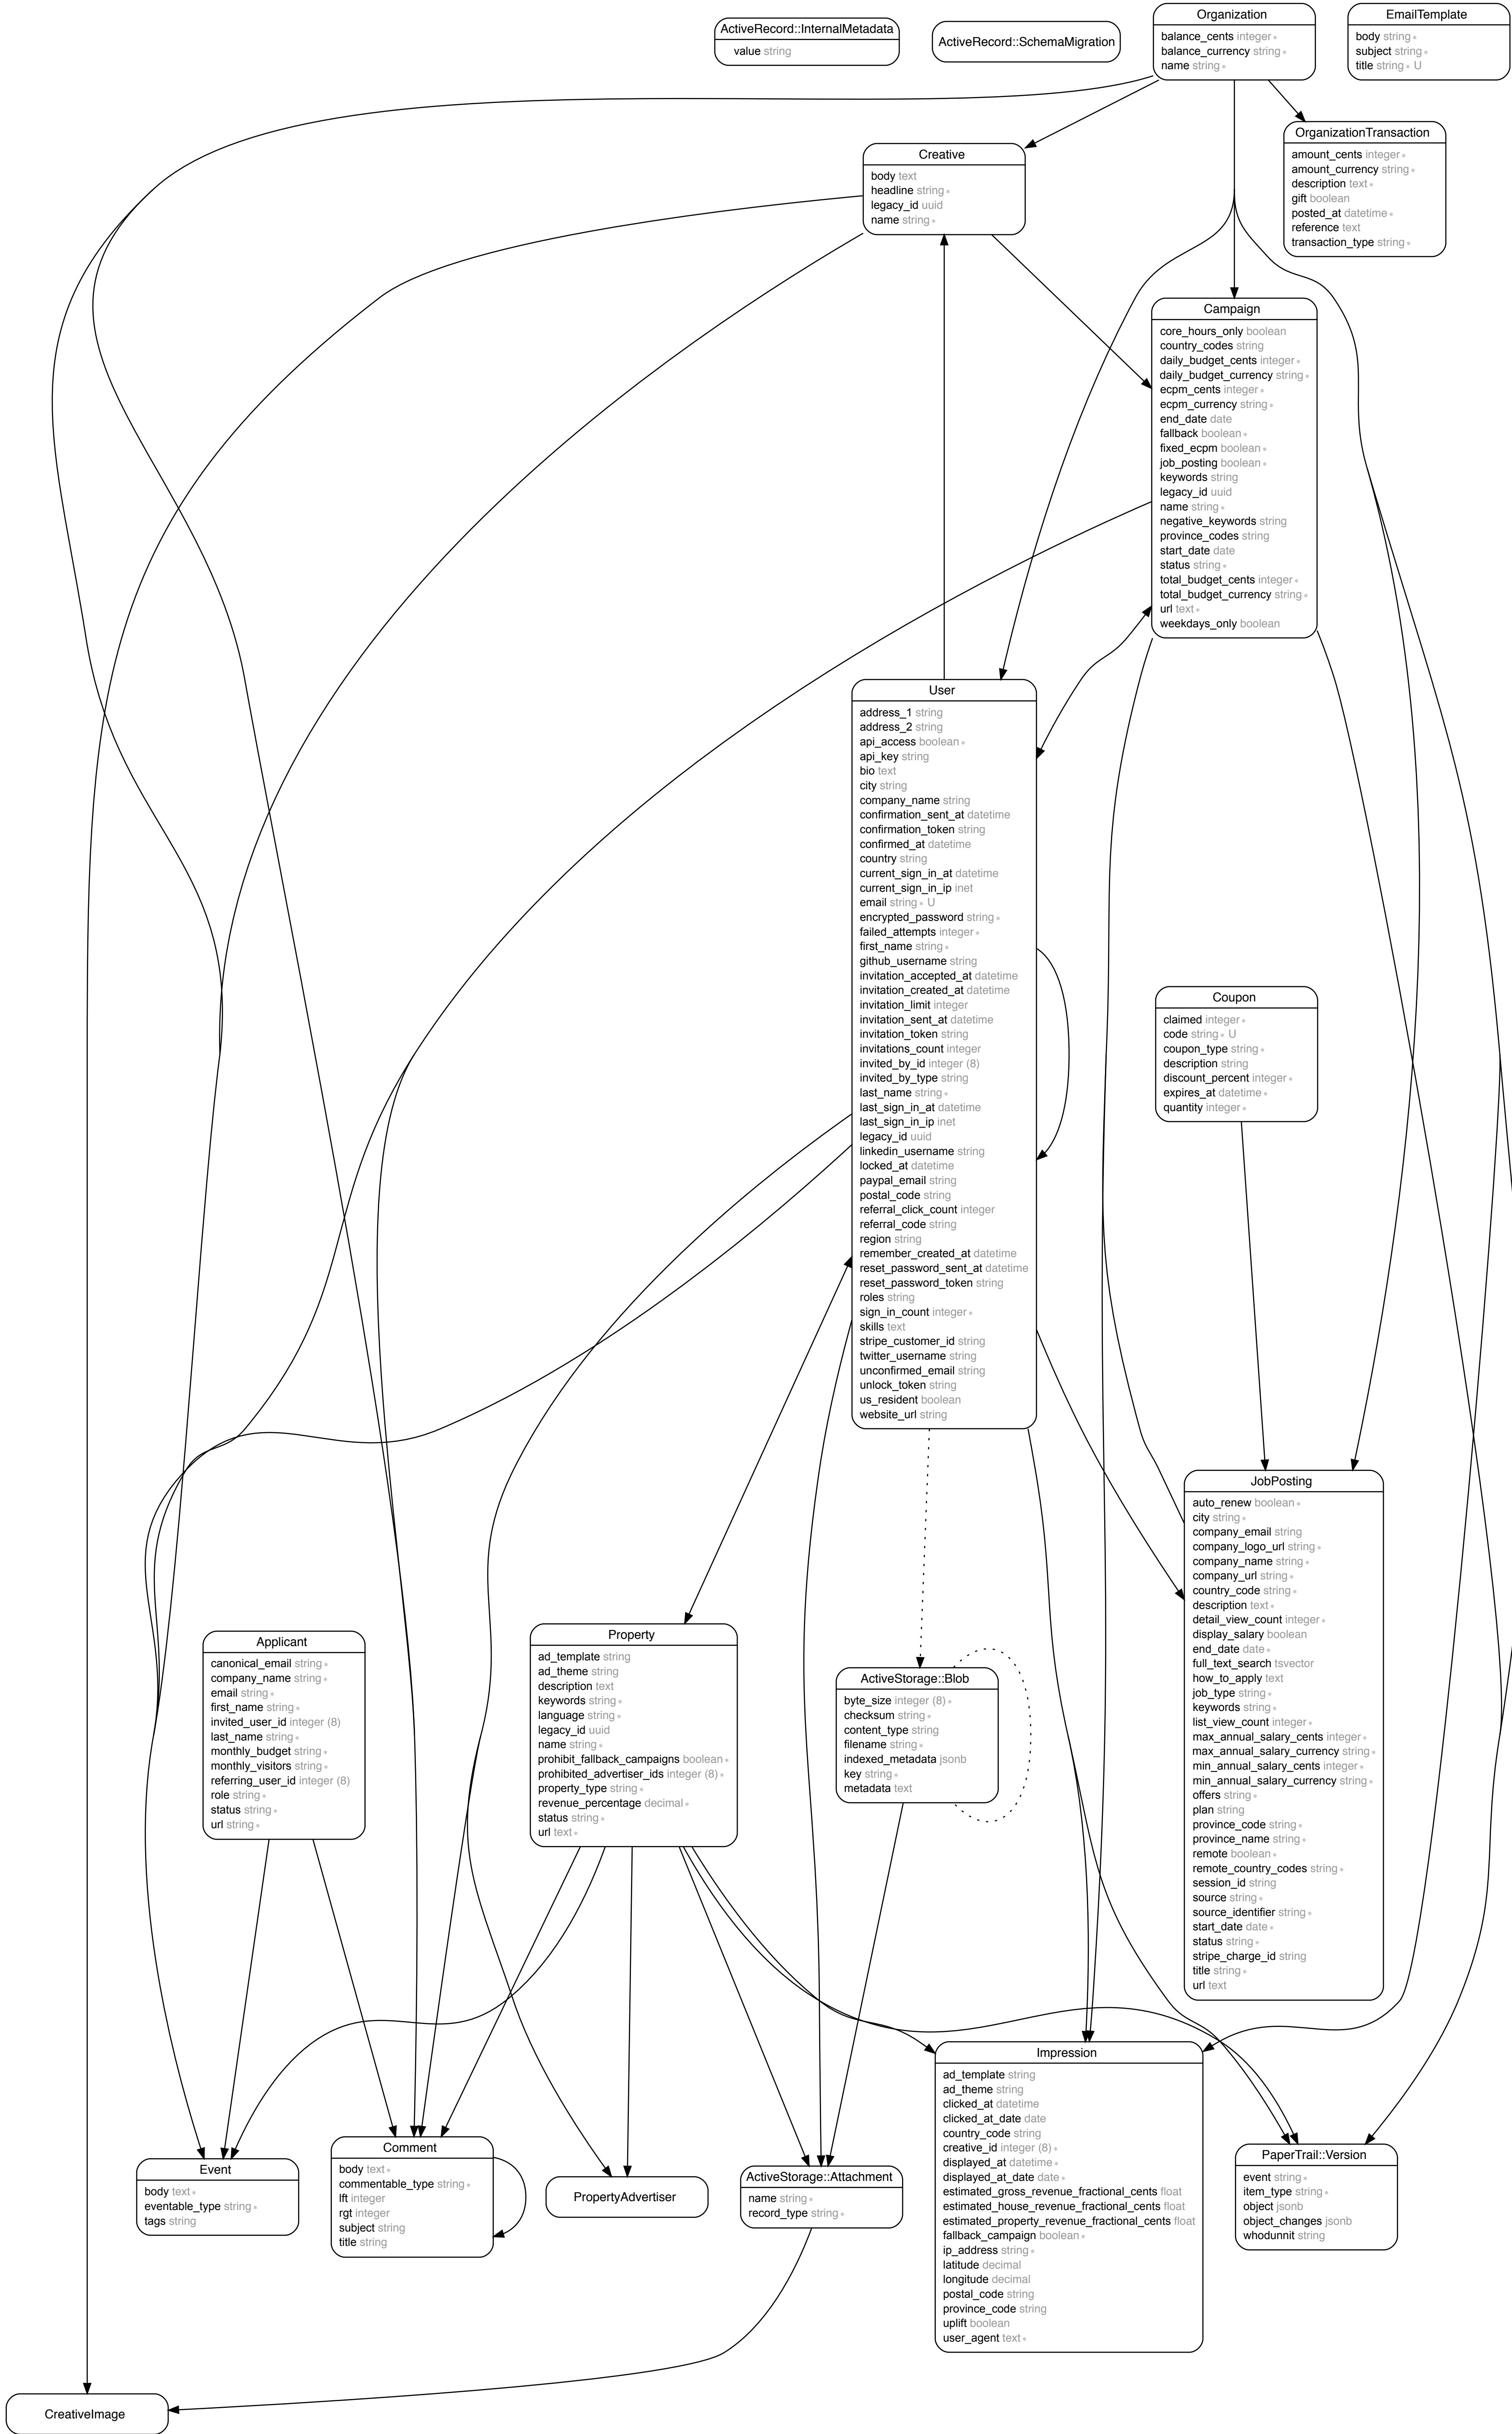 ActiveRecord::InternalMetadata
value string
ActiveRecord::SchemaMigration
Organization
balance_cents integer ∗
balance_currency string ∗
name string ∗
EmailTemplate
body string ∗
subject string ∗
title string ∗ U
OrganizationTransaction
amount_cents integer ∗
amount_currency string ∗
description text ∗
gift boolean
posted_at datetime ∗
reference text
transaction_type string ∗
Creative
body text
headline string ∗
legacy_id uuid
name string ∗
Campaign
core_hours_only boolean
country_codes string
daily_budget_cents integer ∗
daily_budget_currency string ∗
ecpm_cents integer ∗
ecpm_currency string ∗
end_date date
fallback boolean ∗
fixed_ecpm boolean ∗
job_posting boolean ∗
keywords string
legacy_id uuid
name string ∗
negative_keywords string
province_codes string
start_date date
status string ∗
total_budget_cents integer ∗
total_budget_currency string ∗
url text ∗
weekdays_only boolean
User
address_1 string
address_2 string
api_access boolean ∗
api_key string
bio text
city string
company_name string
confirmation_sent_at datetime
confirmation_token string
confirmed_at datetime
country string
current_sign_in_at datetime
current_sign_in_ip inet
email string ∗ U
encrypted_password string ∗
failed_attempts integer ∗
first_name string ∗
github_username string
invitation_accepted_at datetime
invitation_created_at datetime
invitation_limit integer
invitation_sent_at datetime
invitation_token string
invitations_count integer
invited_by_id integer (8)
invited_by_type string
last_name string ∗
last_sign_in_at datetime
last_sign_in_ip inet
legacy_id uuid
linkedin_username string
locked_at datetime
paypal_email string
postal_code string
referral_click_count integer
referral_code string
region string
remember_created_at datetime
reset_password_sent_at datetime
reset_password_token string
roles string
sign_in_count integer ∗
skills text
stripe_customer_id string
twitter_username string
unconfirmed_email string
unlock_token string
us_resident boolean
website_url string
Coupon
claimed integer ∗
code string ∗ U
coupon_type string ∗
description string
discount_percent integer ∗
expires_at datetime ∗
quantity integer ∗
JobPosting
auto_renew boolean ∗
city string ∗
company_email string
company_logo_url string ∗
company_name string ∗
company_url string ∗
country_code string ∗
description text ∗
detail_view_count integer ∗
display_salary boolean
end_date date ∗
full_text_search tsvector
how_to_apply text
job_type string ∗
keywords string ∗
list_view_count integer ∗
max_annual_salary_cents integer ∗
max_annual_salary_currency string ∗
min_annual_salary_cents integer ∗
min_annual_salary_currency string ∗
offers string ∗
plan string
province_code string ∗
province_name string ∗
remote boolean ∗
remote_country_codes string ∗
session_id string
source string ∗
source_identifier string ∗
start_date date ∗
status string ∗
stripe_charge_id string
title string ∗
url text
Applicant
canonical_email string ∗
company_name string ∗
email string ∗
first_name string ∗
invited_user_id integer (8)
last_name string ∗
monthly_budget string ∗
monthly_visitors string ∗
referring_user_id integer (8)
role string ∗
status string ∗
url string ∗
Property
ad_template string
ad_theme string
description text
keywords string ∗
language string ∗
legacy_id uuid
name string ∗
prohibit_fallback_campaigns boolean ∗
prohibited_advertiser_ids integer (8) ∗
property_type string ∗
revenue_percentage decimal ∗
status string ∗
url text ∗
ActiveStorage::Blob
byte_size integer (8) ∗
checksum string ∗
content_type string
filename string ∗
indexed_metadata jsonb
key string ∗
metadata text
Impression
ad_template string
ad_theme string
clicked_at datetime
clicked_at_date date
country_code string
creative_id integer (8) ∗
displayed_at datetime ∗
displayed_at_date date ∗
estimated_gross_revenue_fractional_cents float
estimated_house_revenue_fractional_cents float
estimated_property_revenue_fractional_cents float
fallback_campaign boolean ∗
ip_address string ∗
latitude decimal
longitude decimal
postal_code string
province_code string
uplift boolean
user_agent text ∗
Event
body text ∗
eventable_type string ∗
tags string
Comment
body text ∗
commentable_type string ∗
lft integer
rgt integer
subject string
title string
PropertyAdvertiser
ActiveStorage::Attachment
name string ∗
record_type string ∗
PaperTrail::Version
event string ∗
item_type string ∗
object jsonb
object_changes jsonb
whodunnit string
CreativeImage